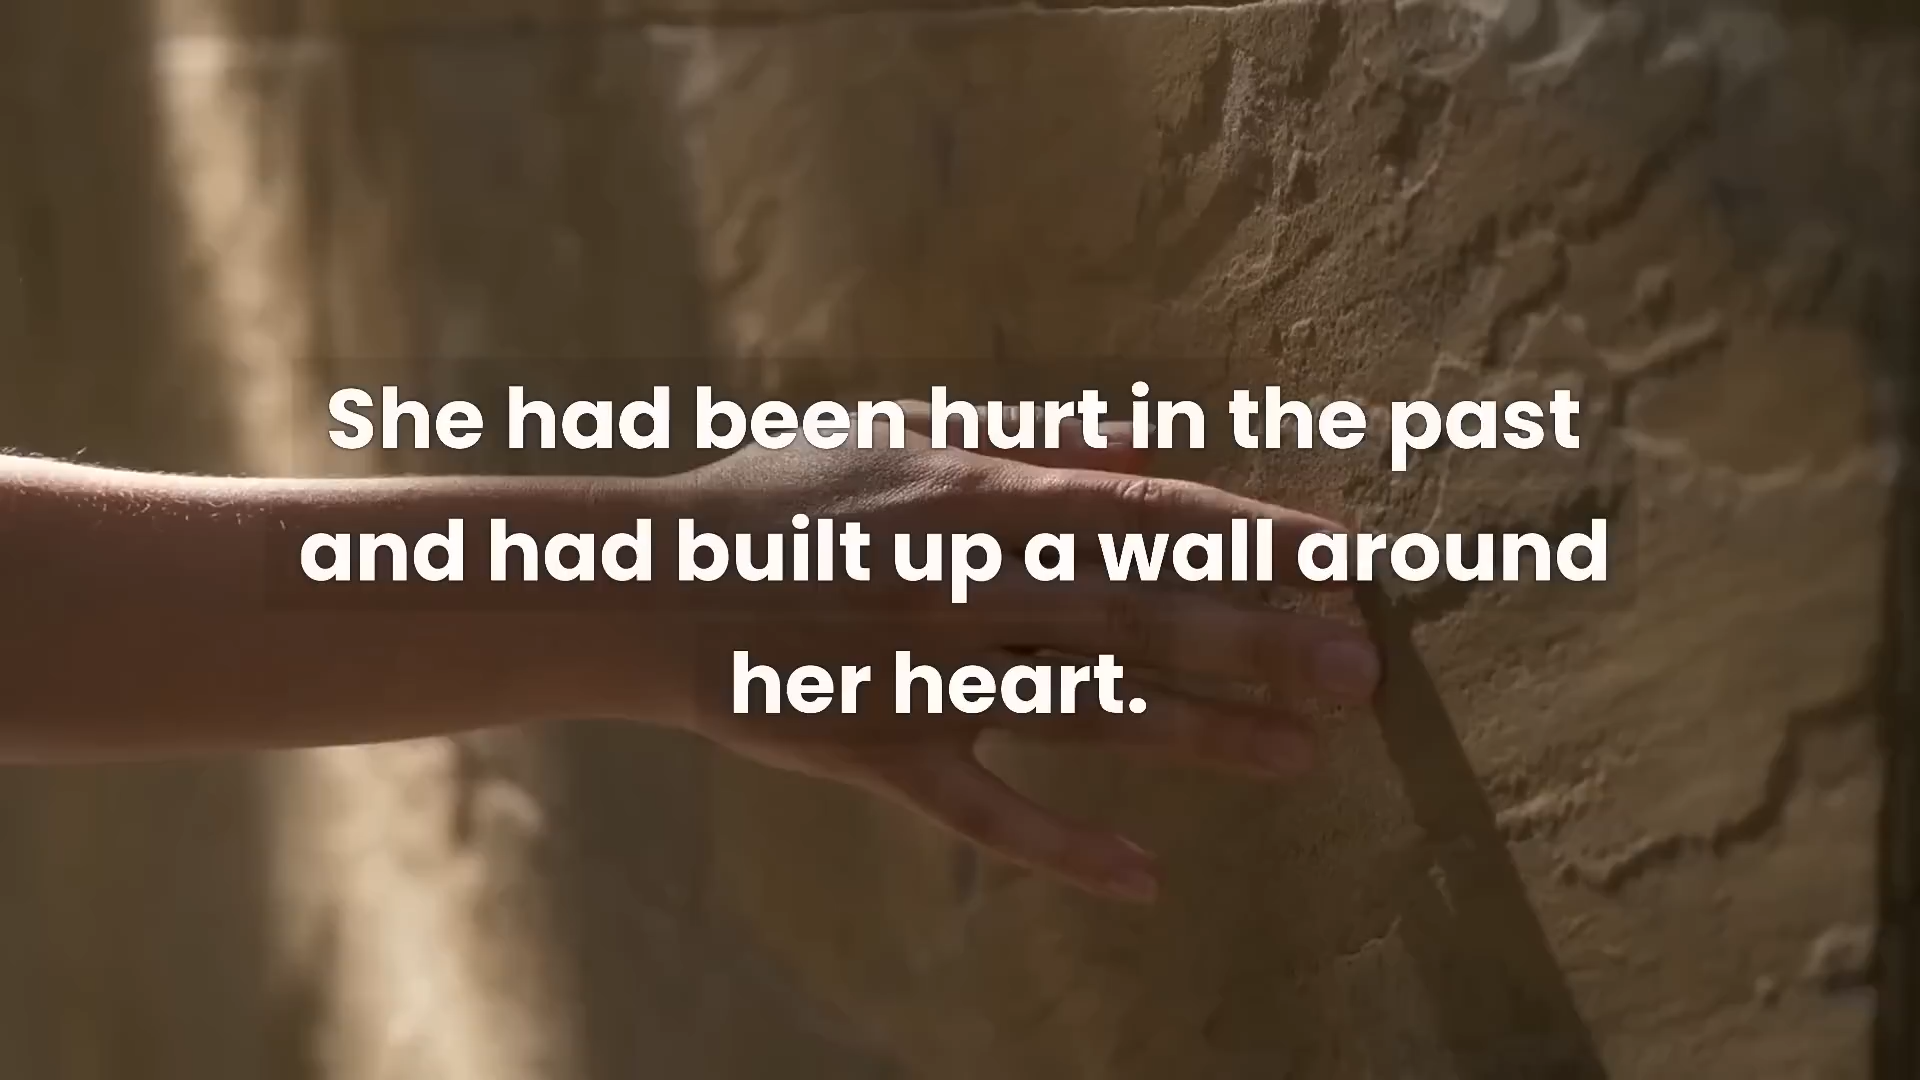 She had been hurt in the past
and had built up a wall around
her heart.